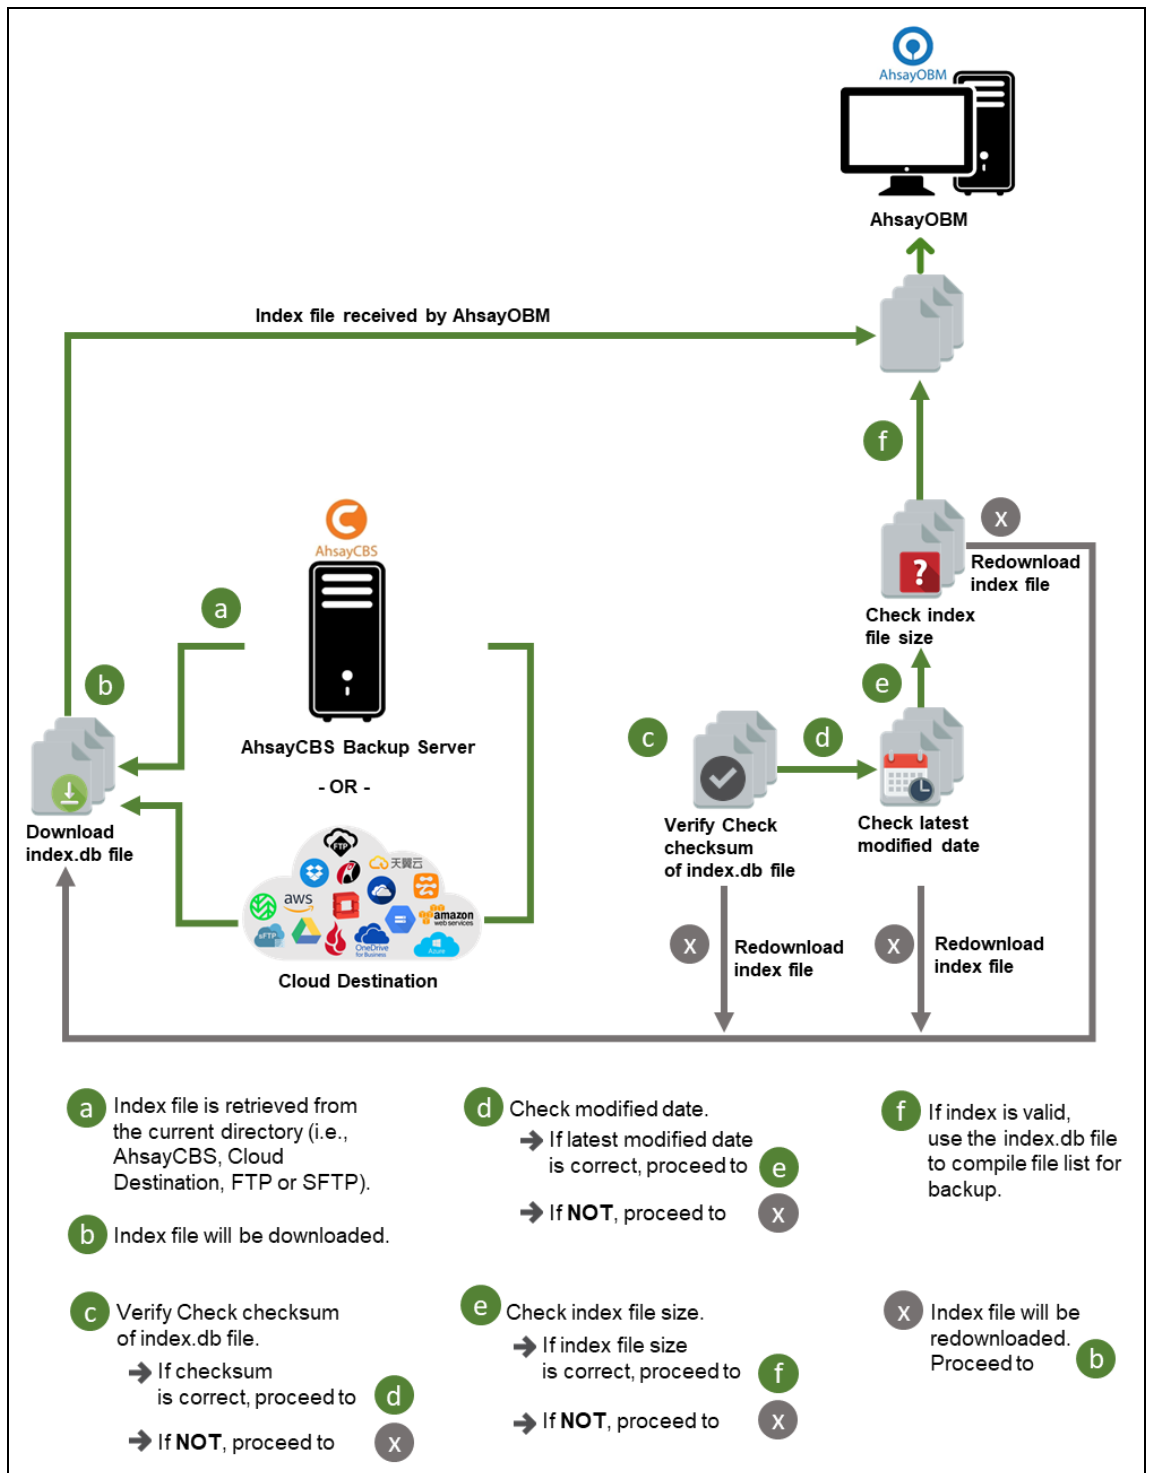 AhsayOBM
AhsayOBM
Index file received by AhsayOBM
f
x
Redownload
index file
Check index
file size
AhsayCBS
a
b
e
c
d
AhsayCBS Backup Server
- OR -
Download
index.db file
Verify Check
checksum
of index.db file
Check latest
modified date
FTP
天翼云
aws
amazon
web services
sFTP
OneDrive
for Business
Azure
Cloud Destination
x
Redownload
index file
x
Redownload
index file
a
Index file is retrieved from
the current directory (i.e.,
AhsayCBS, Cloud
Destination, FTP or SFTP).
b
Index file will be downloaded.
c
Verify Check checksum
of index.db file.
If checksum
is correct, proceed to d
If NOT, proceed to x
d
Check modified date.
If latest modified date
is correct, proceed to e
If NOT, proceed to x
e
Check index file size.
If index file size
is correct, proceed to f
If NOT, proceed to x
f
If index is valid,
use the index.db file
to compile file list for
backup.
x
Index file will be
redownloaded.
Proceed to b